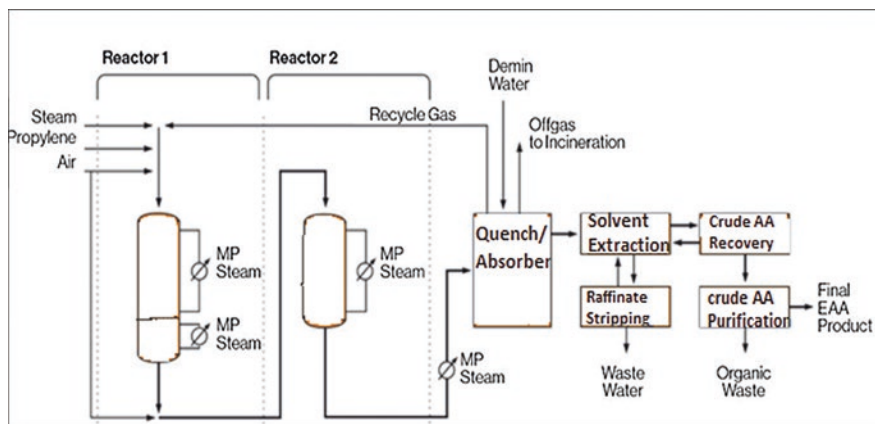 Reactor 1
Reactor 2
Steam
Propylene
Air
Recycle Gas
Demin
Water
Offgas
to Incineration
MP
Steam
MP
Steam
MP
Steam
MP
Steam
Quench/
Absorber
Solvent
Extraction
Crude AA
Recovery
Raffinate
Stripping
crude AA
Purification
Final
EAA
Product
Waste
Water
Organic
Waste